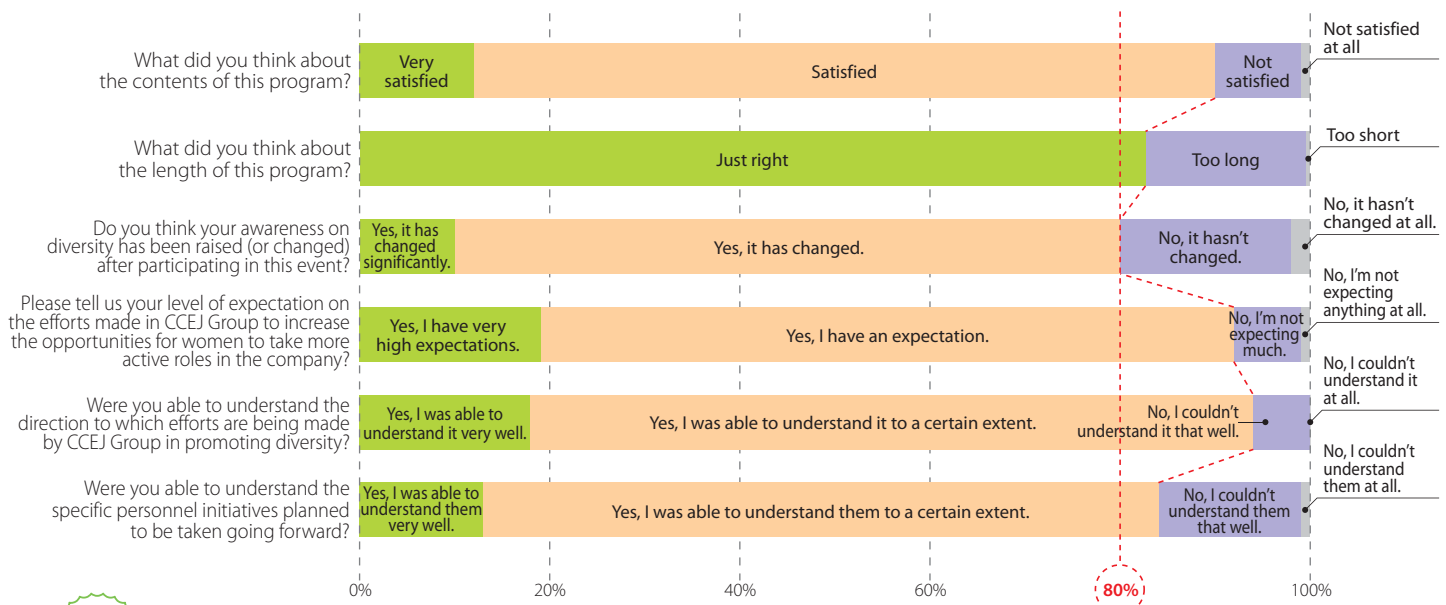 What did you think about
the contents of this program?
Very
satisfied
Satisfied
Not
satisfied
Not satisfied
at all
What did you think about
the length of this program?
Just right
Too long
Too short
Do you think your awareness on
diversity has been raised (or changed)
after participating in this event?
Yes, it has
changed
significantly.
Yes, it has changed.
No, it hasn't
changed.
No, it hasn't
changed at all.
Please tell us your level of expectation on
the efforts made in CCEJ Group to increase
the opportunities for women to take more
active roles in the company?
Yes, I have very
high expectations.
Yes, I have an expectation.
No, I'm not
expecting
much.
No, I'm not
expecting
anything at all.
Were you able to understand the
direction to which efforts are being made
by CCEJ Group in promoting diversity?
Yes, I was able to
understand it very well.
Yes, I was able to understand it to a certain extent.
No, I couldn't
understand it that well.
No, I couldn't
understand it
at all.
Were you able to understand the
specific personnel initiatives planned
to be taken going forward?
Yes, I was able to
understand them
very well.
Yes, I was able to understand them to a certain extent.
No, I couldn't
understand them
that well.
No, I couldn't
understand
them at all.
0%
20%
40%
60%
80%
100%